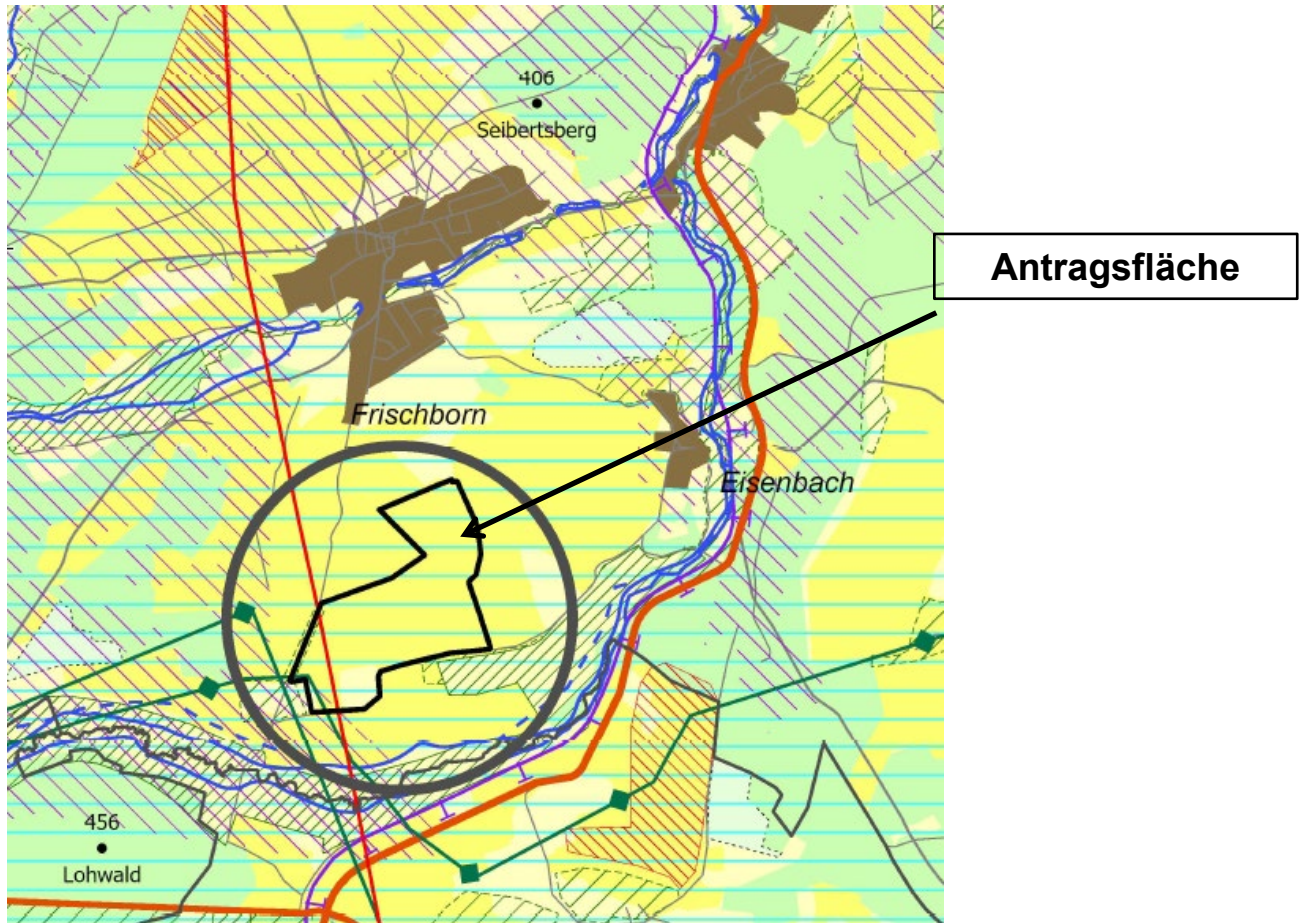 406
Seibertsberg
Antragsfläche
Frischborn
Eisenbach
456
Lohwald